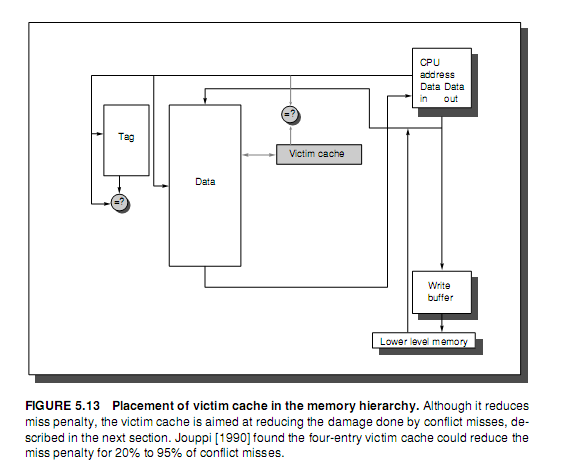 CPU
address
Data Data
in out
=?
Tag
Victim cache
Data
=?
Write
buffer
Lower level memory
FIGURE 5.13 Placement of victim cache in the memory hierarchy. Although it reduces
miss penalty, the victim cache is aimed at reducing the damage done by conflict misses, de-
scribed in the next section. Jouppi [1990] found the four-entry victim cache could reduce the
miss penalty for 20% to 95% of conflict misses.